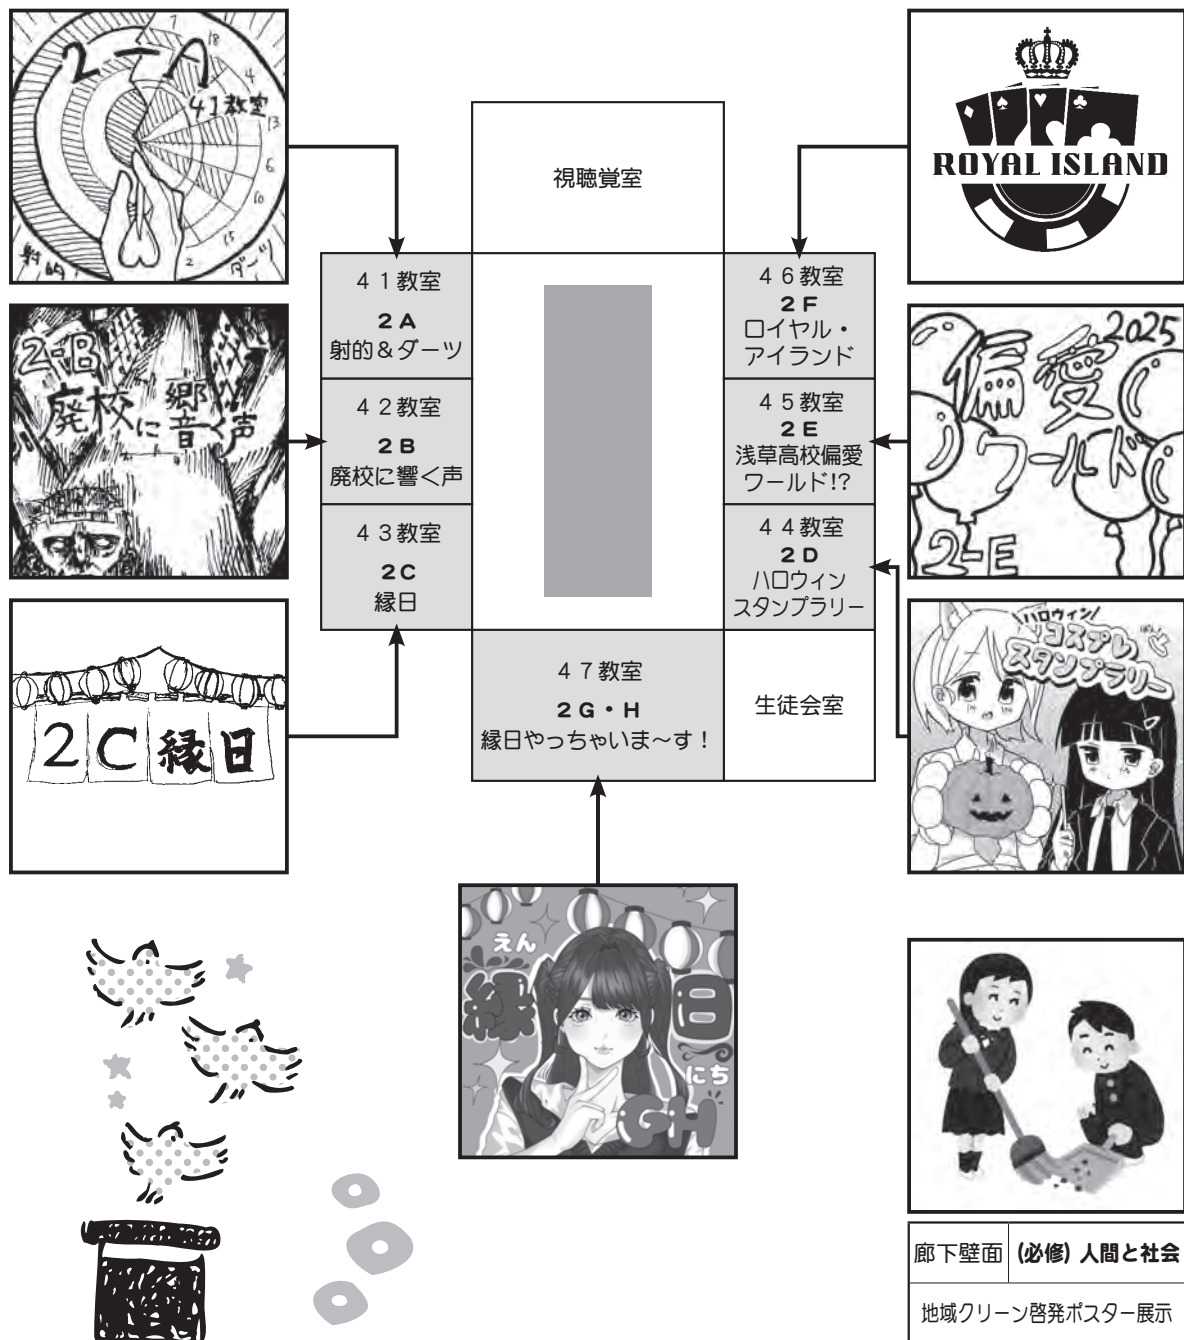 2-A
41教室
7
18
4
13
6
10
15
2
射的
ダーツ
ROYAL ISLAND
視聴覚室
41教室
2A
射的&ダーツ
46教室
2F
ロイヤル・
アイランド
2-B
廃校に響く声
42教室
2B
廃校に響く声
45教室
2E
浅草高校偏愛
ワールド!?
2025
偏愛
ワールド
2-E
43教室
2C
縁日
44教室
2D
ハロウィン
スタンプラリー
2C縁日
47教室
2G・H
縁日やっちゃいま〜す!
生徒会室
ハロウィン
コスプレ
スタンプラリー
えん
縁日
にち
GH
廊下壁面 (必修) 人間と社会
地域クリーン啓発ポスター展示